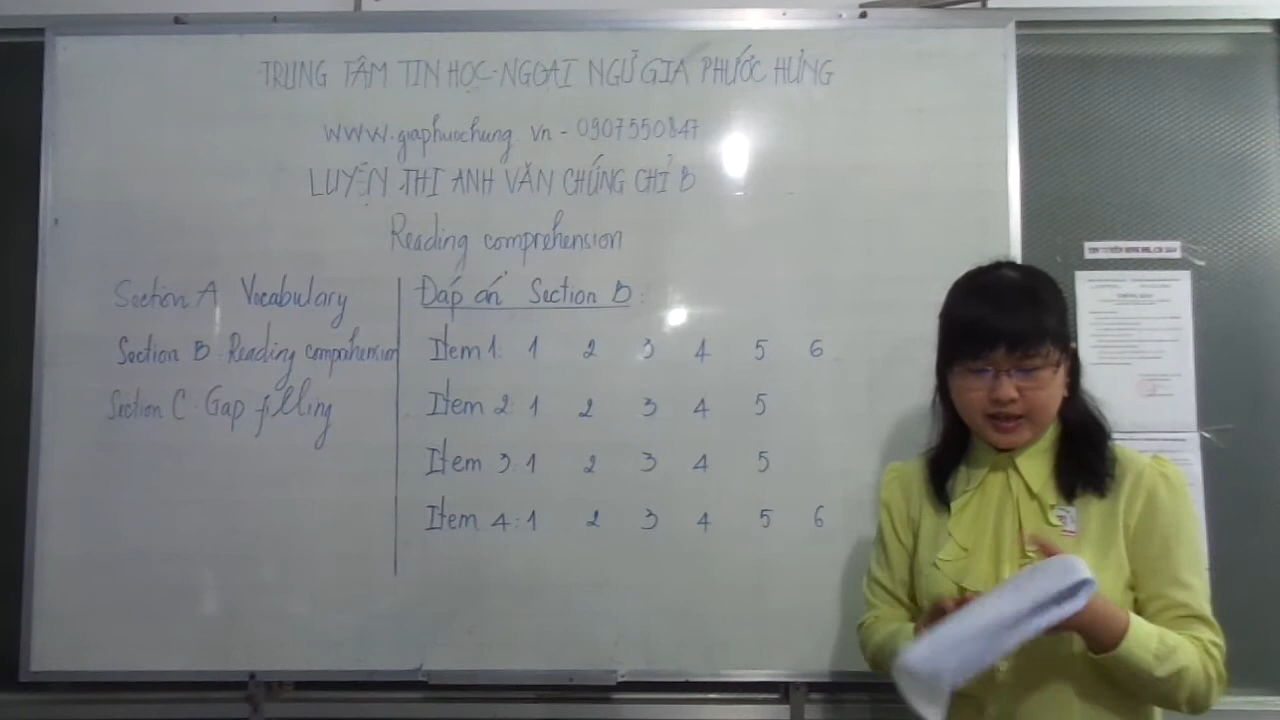 TRUNG TÂM TIN HỌC-NGOẠI NGỮ GIA PHƯỚC HƯNG
www.giaphuochung vn - 0907550847
LUYỆN THI ANH VĂN CHỨNG CHỈ B
Reading comprehension
Section A Vocabulary
Section B. Reading comprehension
Section C. Gap filling
Đáp án Section B:
Item 1: 1 2 3 4 5 6
Item 2: 1 2 3 4 5
Item 3: 1 2 3 4 5
Item 4: 1 2 3 4 5 6